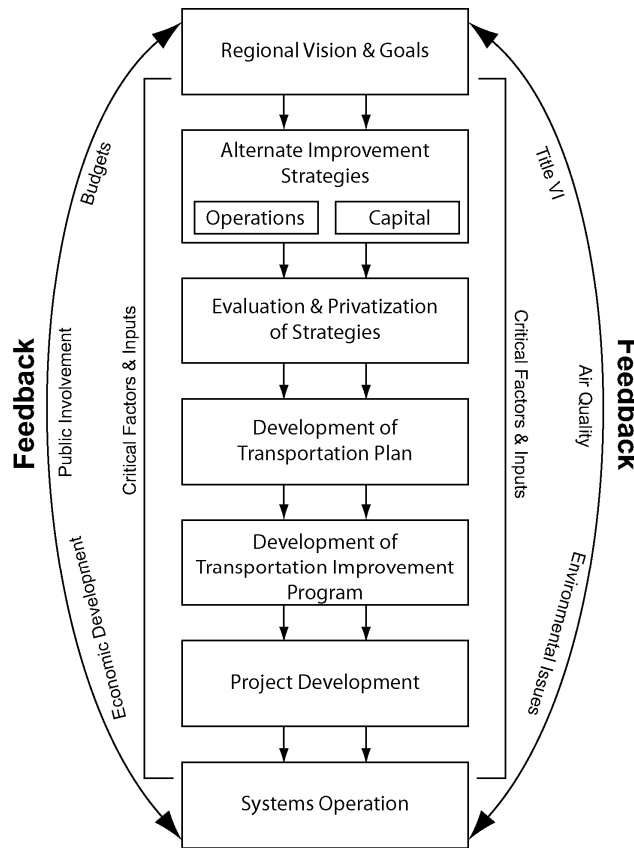 Regional Vision & Goals
Alternate Improvement
Strategies
Operations
Capital
Evaluation & Privatization
of Strategies
Development of
Transportation Plan
Development of
Transportation Improvement
Program
Project Development
Systems Operation
Feedback
Budgets
Public Involvement
Economic Development
Critical Factors & Inputs
Critical Factors & Inputs
Title VI
Air Quality
Environmental Issues
Feedback